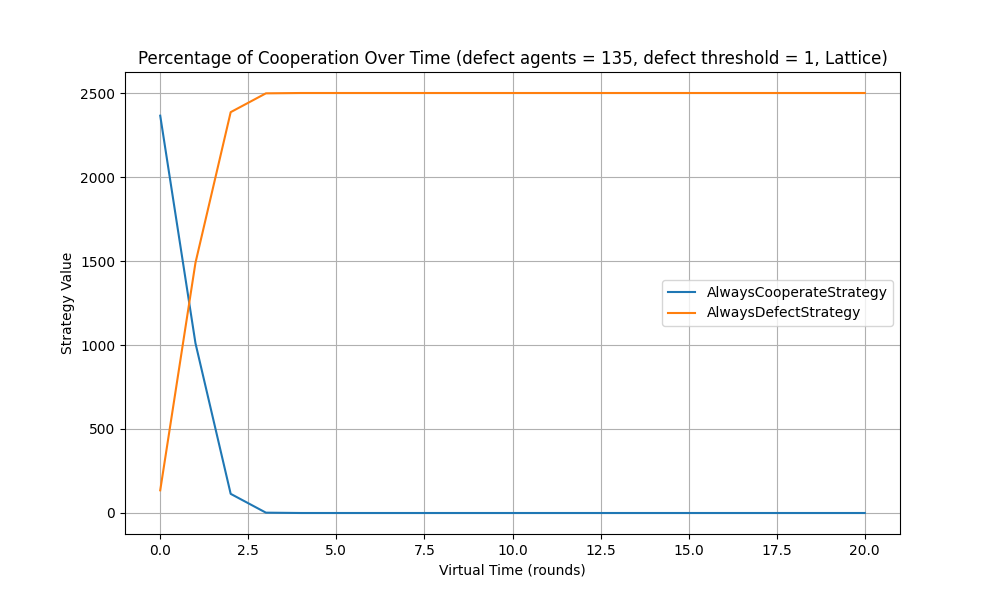 Percentage of Cooperation Over Time (defect agents = 135, defect threshold = 1, Lattice)
Strategy Value
2500
2000
1500
1000
500
0
AlwaysCooperateStrategy
AlwaysDefectStrategy
0.0 2.5 5.0 7.5 10.0 12.5 15.0 17.5 20.0
Virtual Time (rounds)